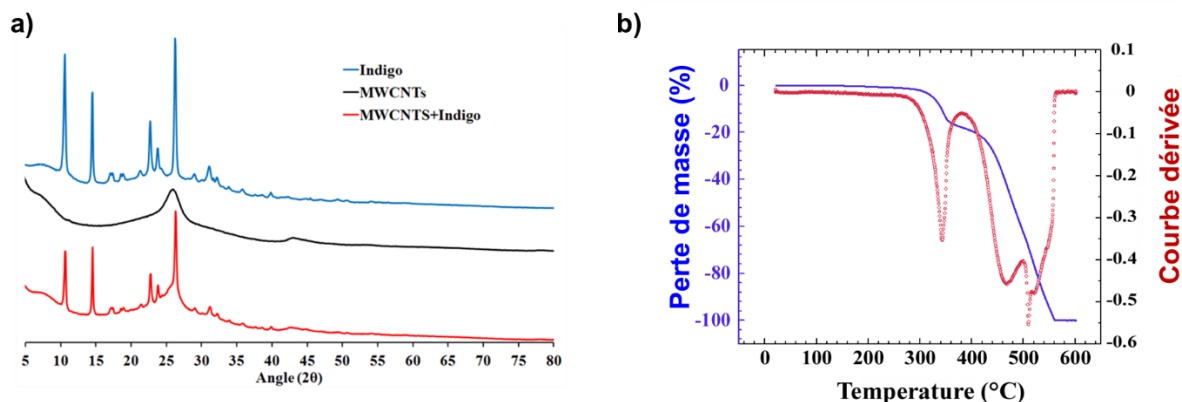 a)
Indigo
MWCNTs
MWCNTS+Indigo
5 10 15 20 25 30 35 40 45 50 55 60 65 70 75 80
Angle (2θ)
b)
Perte de masse (%)
0
-20
-40
-60
-80
-100
0 100 200 300 400 500 600
Temperature (°C)
0.1
0
-0.1
-0.2
-0.3
-0.4
-0.5
-0.6
Courbe dérivée